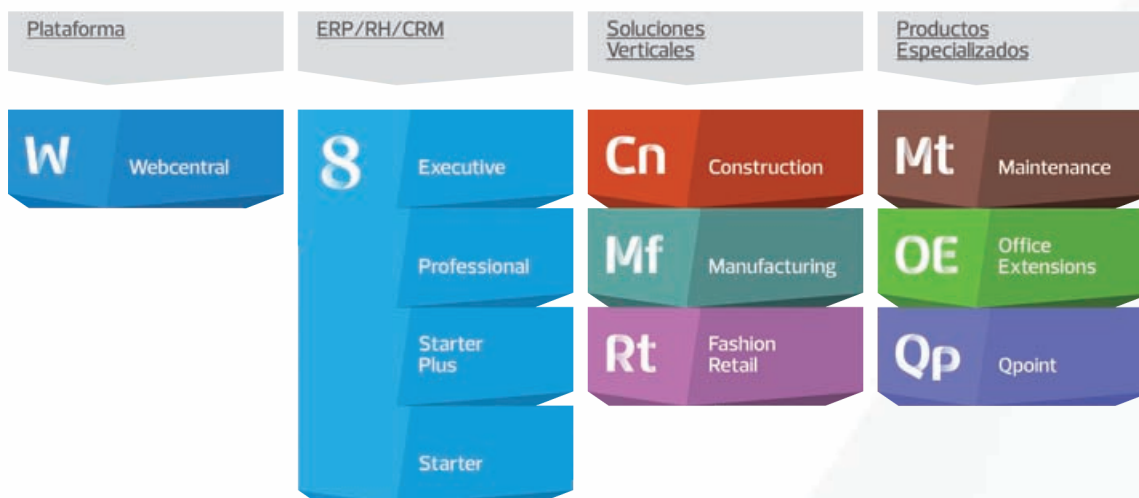 Plataforma
ERP/RH/CRM
Soluciones
Verticales
Productos
Especializados
W
Webcentral
8
Executive
Professional
Starter
Plus
Starter
Cn
Construction
Mf
Manufacturing
Rt
Fashion
Retail
Mt
Maintenance
OE
Office
Extensions
Qp
Qpoint